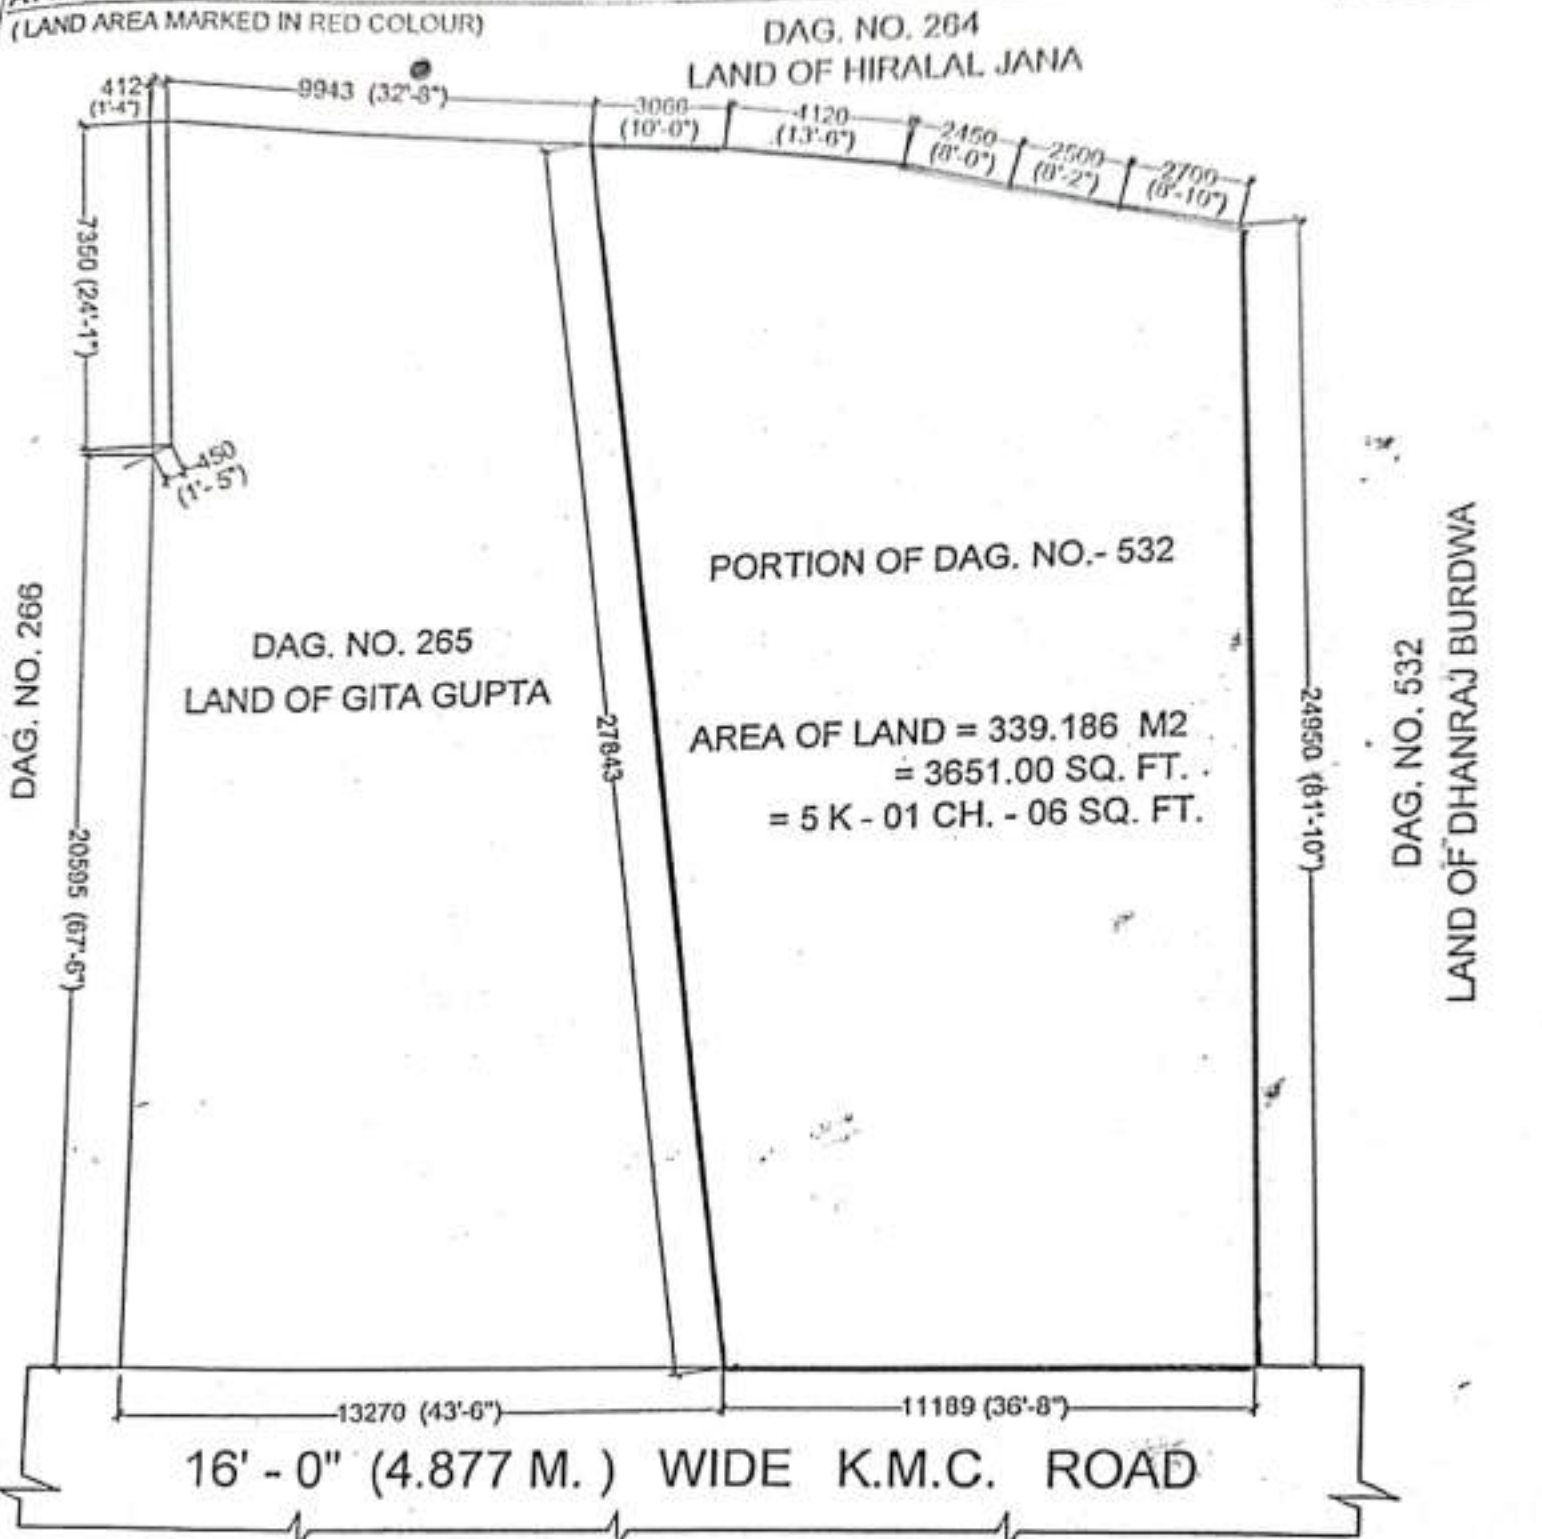 (LAND AREA MARKED IN RED COLOUR)
DAG. NO. 264
LAND OF HIRALAL JANA
412
(1'-4")
9943 (32'-8")
3060
(10'-0")
4120
(13'-6")
2450
(8'-0")
2500
(8'-2")
2700
(8'-10")
7350 (24'-1")
450
(1'-5")
PORTION OF DAG. NO.- 532
DAG. NO. 266
DAG. NO. 265
LAND OF GITA GUPTA
27843
AREA OF LAND = 339.186 M2
= 3651.00 SQ. FT.
= 5 K - 01 CH. - 06 SQ. FT.
24950 (81'-10")
DAG. NO. 532
LAND OF DHANRAJ BURDWA
20595 (67'-6")
13270 (43'-6")
11189 (36'-8")
16' - 0" (4.877 M. ) WIDE K.M.C. ROAD